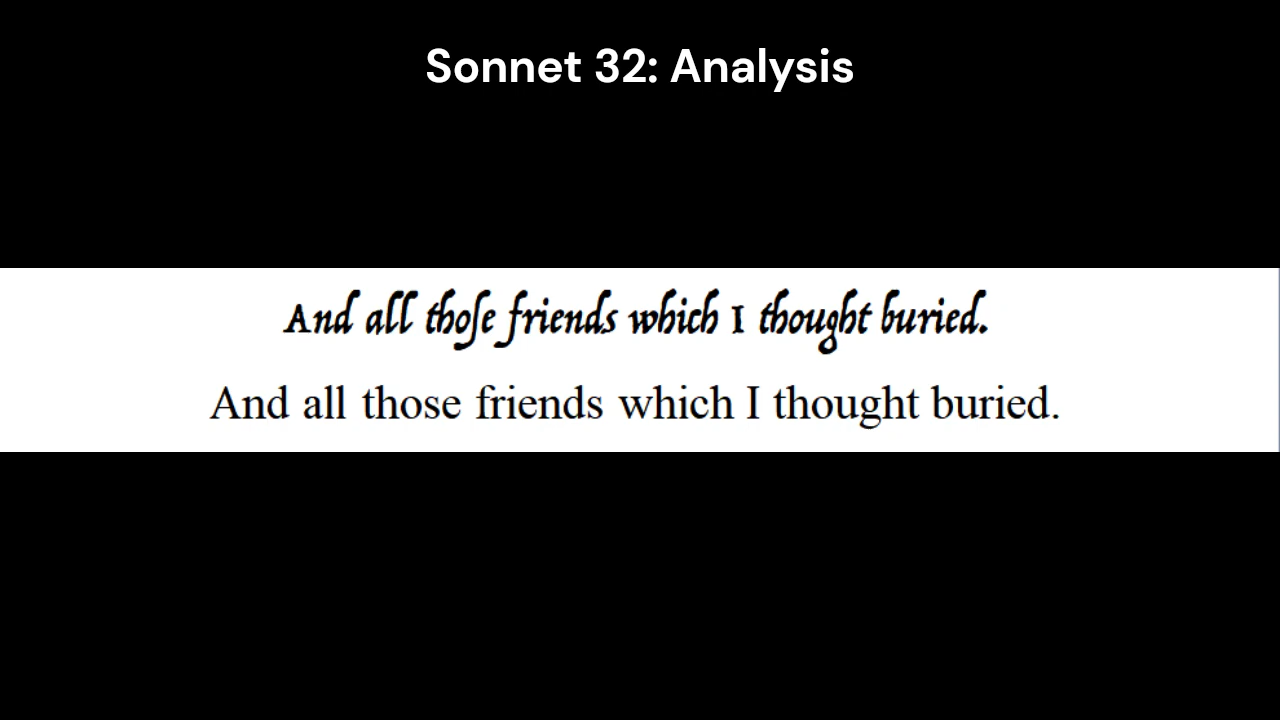 Sonnet 32: Analysis
And all thoſe friends which I thought buried.
And all those friends which I thought buried.